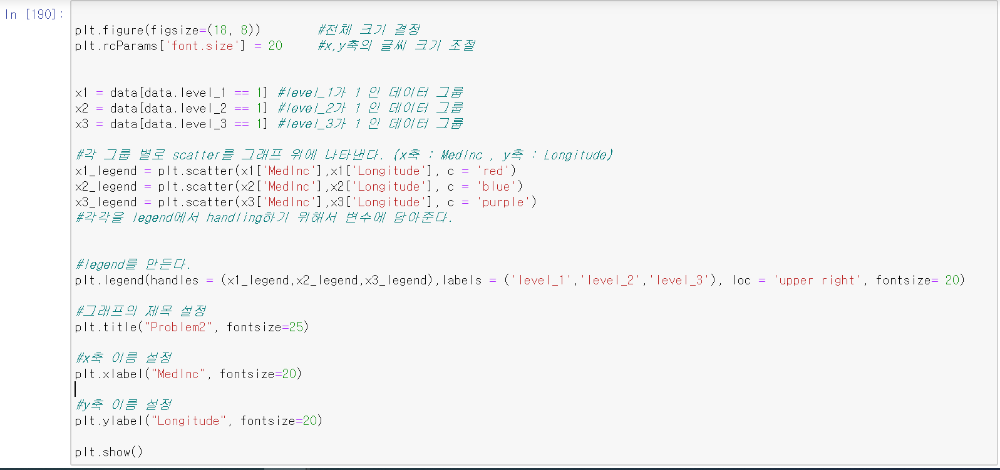 In [190]:
plt.figure(figsize=(18, 8))        #전체 크기 결정
plt.rcParams['font.size'] = 20     #x,y축의 글씨 크기 조절
x1 = data[data.level_1 == 1] #level_1가 1 인 데이터 그룹
x2 = data[data.level_2 == 1] #level_2가 1 인 데이터 그룹
x3 = data[data.level_3 == 1] #level_3가 1 인 데이터 그룹
#각 그룹 별로 scatter를 그래프 위에 나타낸다. (x축 : MedInc , y축 : Longitude)
x1_legend = plt.scatter(x1['MedInc'],x1['Longitude'], c = 'red')
x2_legend = plt.scatter(x2['MedInc'],x2['Longitude'], c = 'blue')
x3_legend = plt.scatter(x3['MedInc'],x3['Longitude'], c = 'purple')
#각각을 legend에서 handling하기 위해서 변수에 담아준다.
#legend를 만든다.
plt.legend(handles = (x1_legend,x2_legend,x3_legend),labels = ('level_1','level_2','level_3'), loc = 'upper right', fontsize= 20)
#그래프의 제목 설정
plt.title("Problem2", fontsize=25)
#x축 이름 설정
plt.xlabel("MedInc", fontsize=20)
#y축 이름 설정
plt.ylabel("Longitude", fontsize=20)
plt.show()